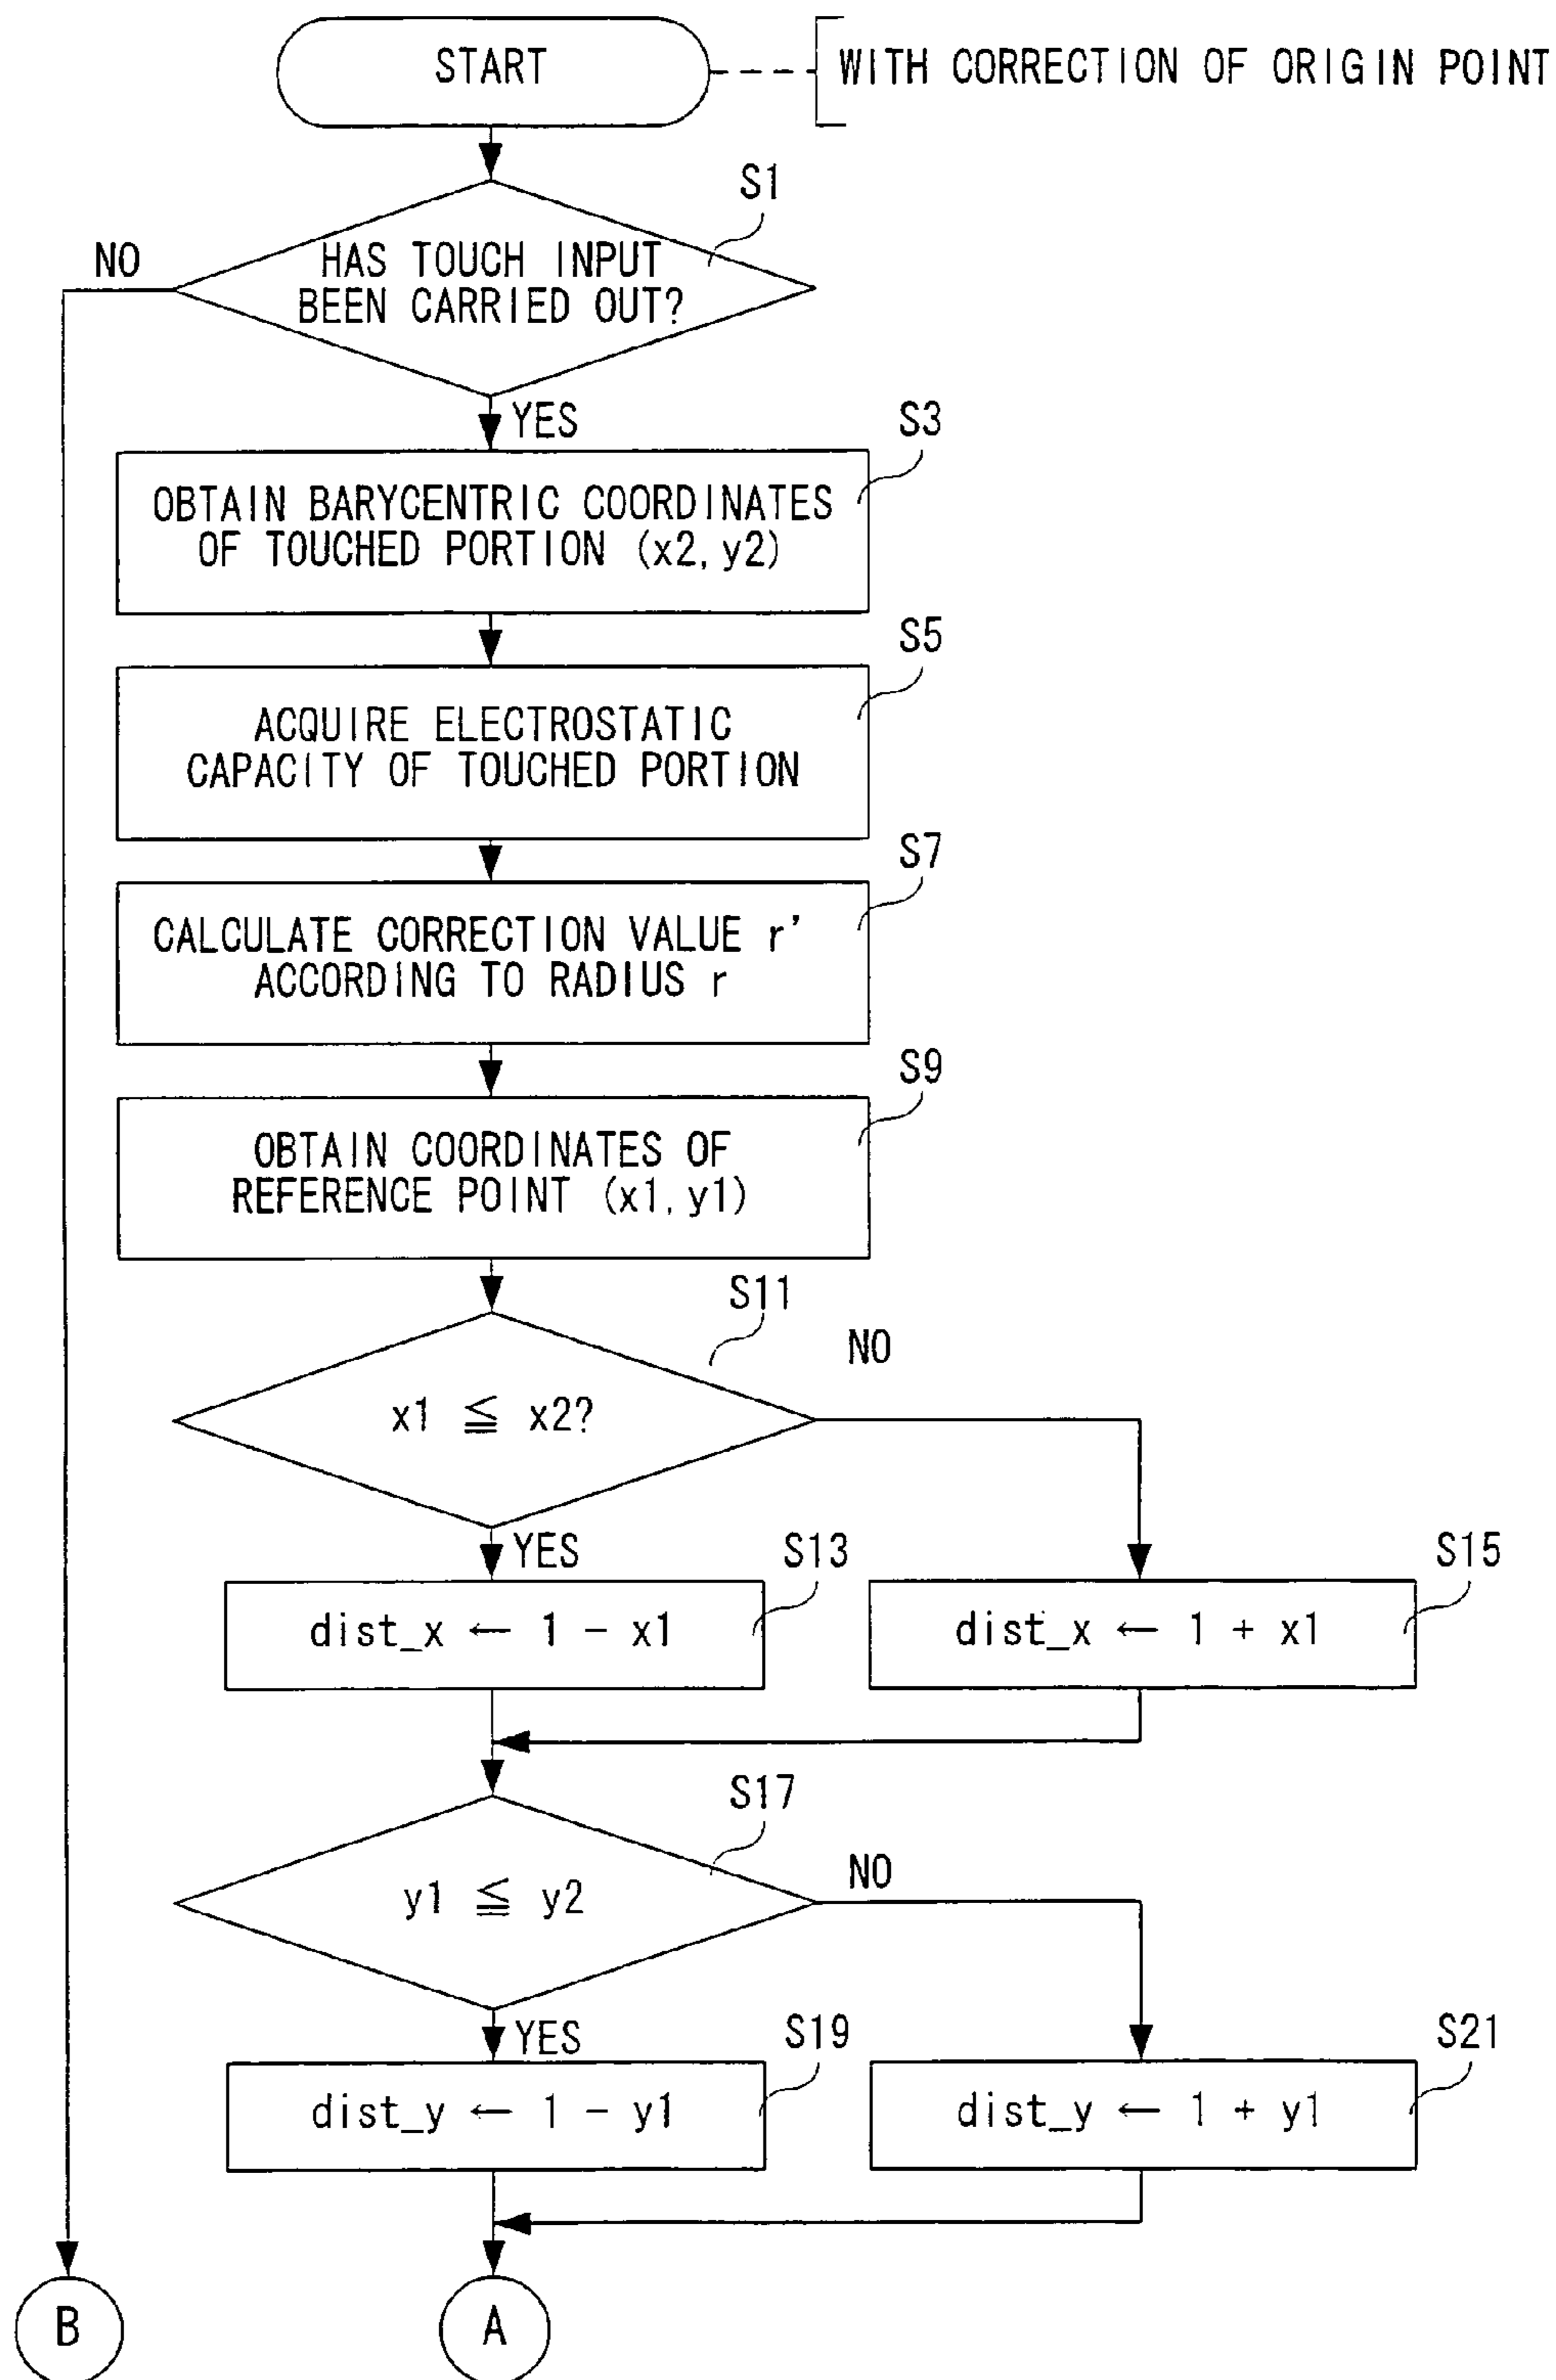 START
WITH CORRECTION OF ORIGIN POINT
S1
NO
HAS TOUCH INPUT
BEEN CARRIED OUT?
YES
S3
OBTAIN BARYCENTRIC COORDINATES
OF TOUCHED PORTION (x2, y2)
S5
ACQUIRE ELECTROSTATIC
CAPACITY OF TOUCHED PORTION
S7
CALCULATE CORRECTION VALUE r'
ACCORDING TO RADIUS r
S9
OBTAIN COORDINATES OF
REFERENCE POINT (x1, y1)
S11
NO
x1 ≦ x2?
YES
S13
S15
dist_x ← 1 - x1
dist_x ← 1 + x1
S17
NO
y1 ≦ y2
YES
S19
S21
dist_y ← 1 - y1
dist_y ← 1 + y1
B
A